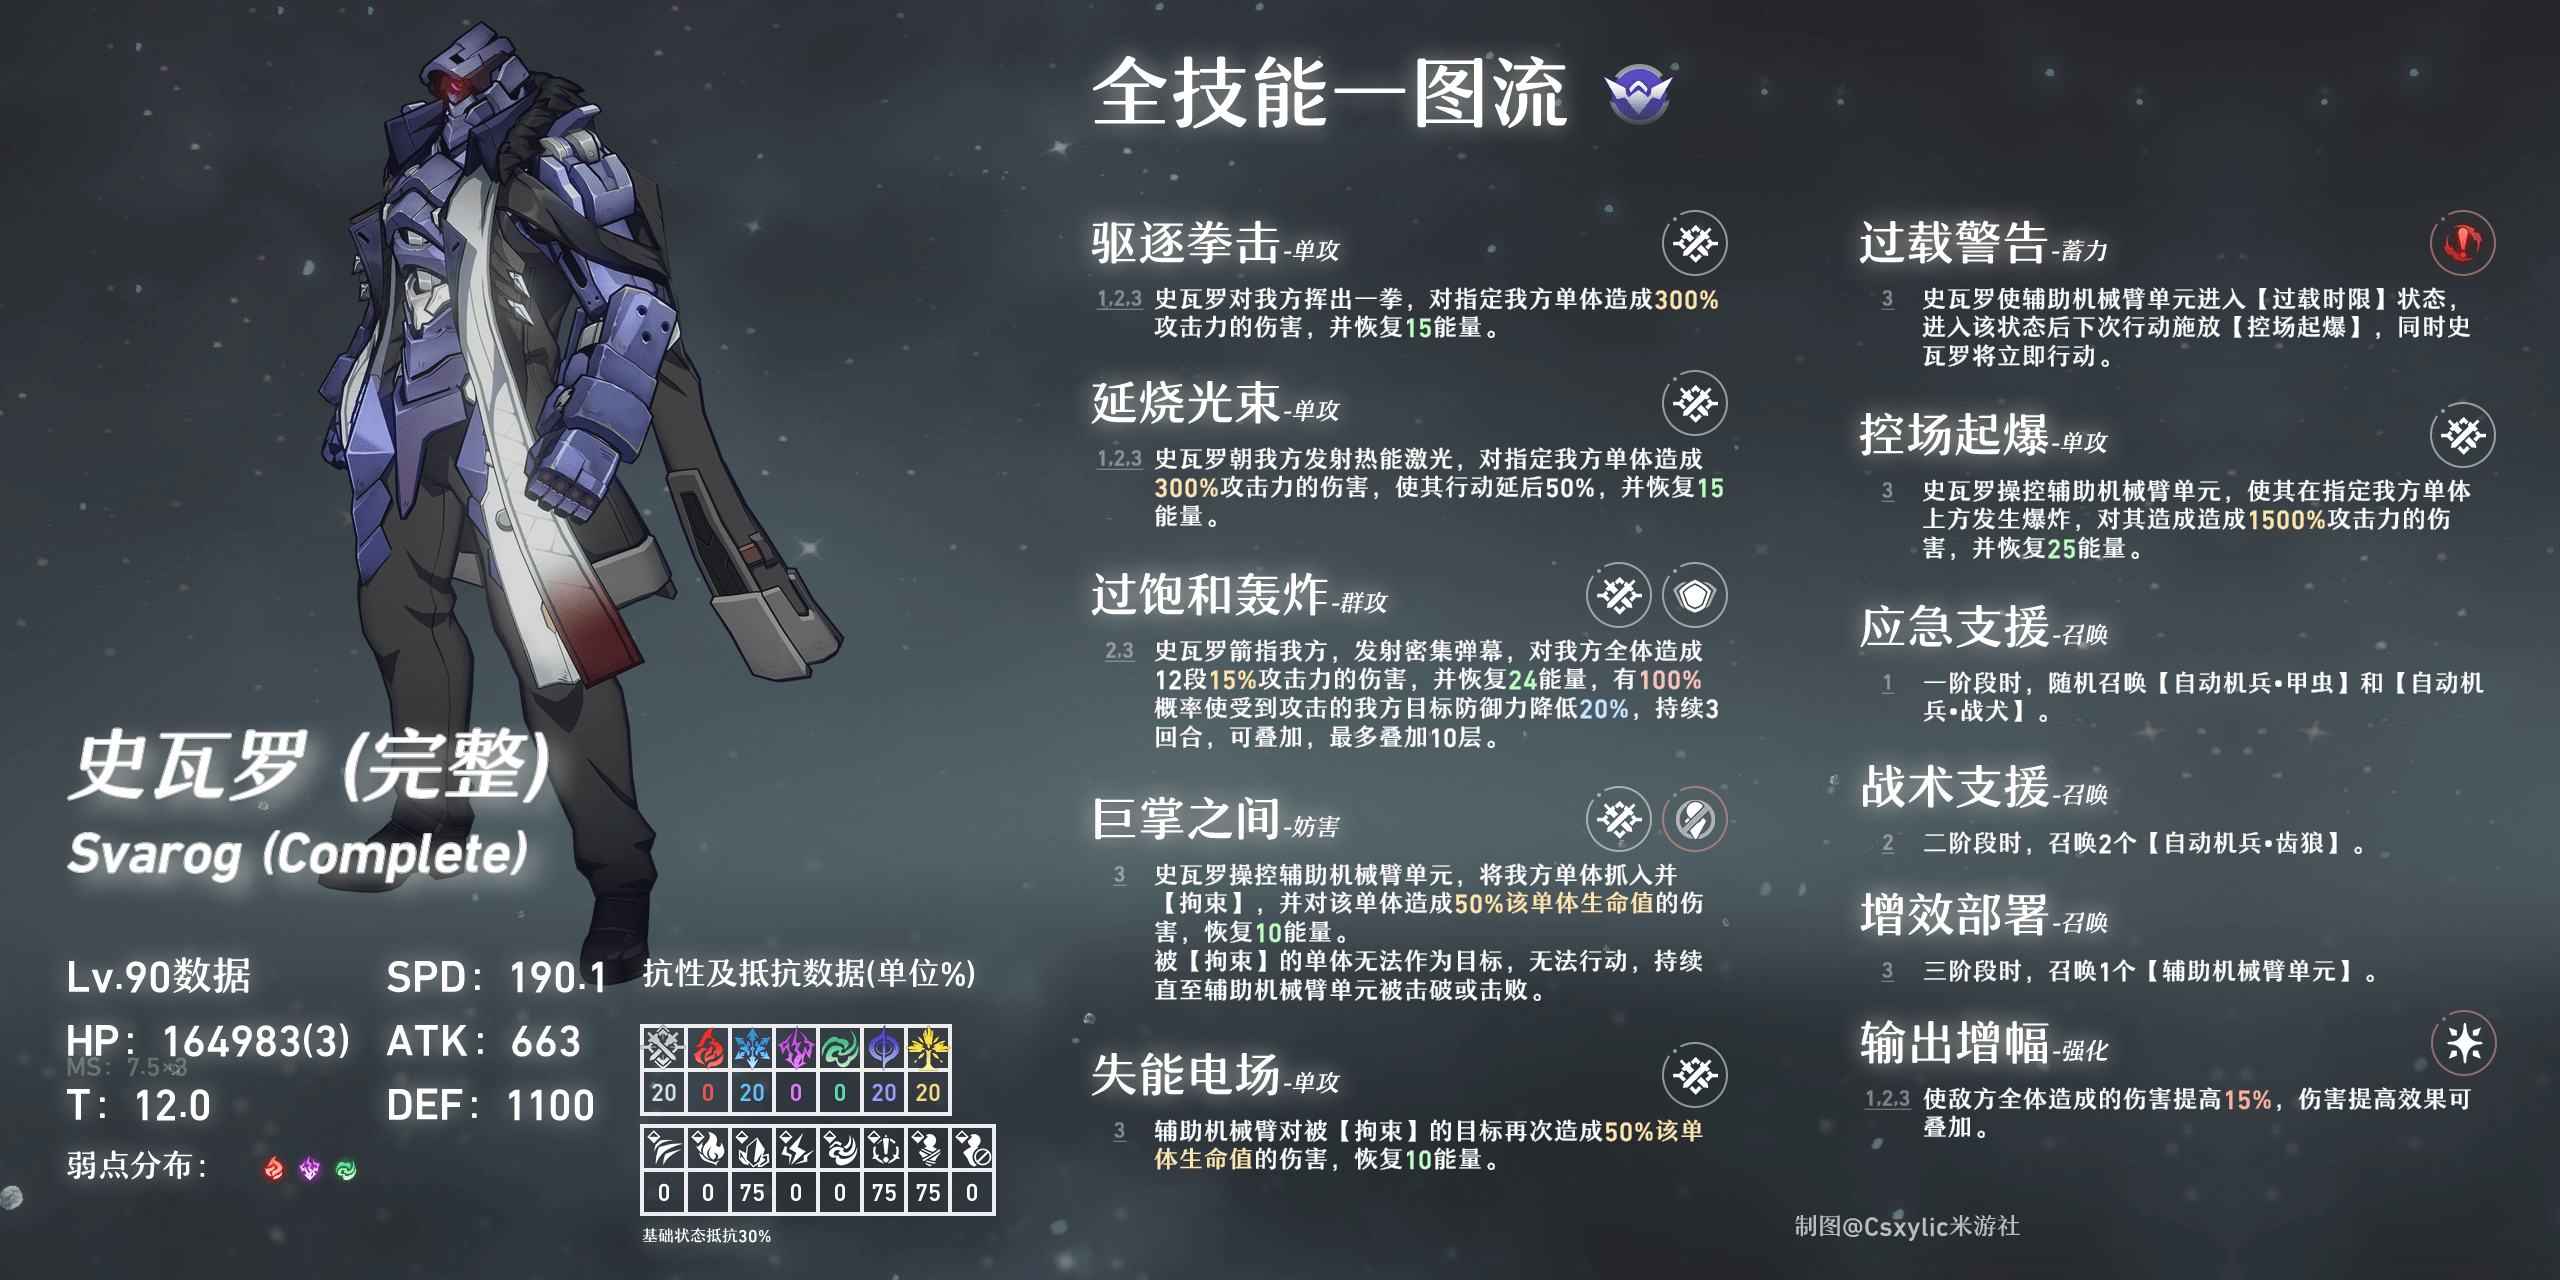 全技能一图流
驱逐拳击-单攻
1,2,3 史瓦罗对我方挥出一拳，对指定我方单体造成300%
攻击力的伤害，并恢复15能量。
延烧光束-单攻
1,2,3 史瓦罗朝我方发射热能激光，对指定我方单体造成
300%攻击力的伤害，使其行动延后50%，并恢复15
能量。
过饱和轰炸-群攻
2,3 史瓦罗箭指我方，发射密集弹幕，对我方全体造成
12段15%攻击力的伤害，并恢复24能量，有100%
概率使受到攻击的我方目标防御力降低20%，持续3
回合，可叠加，最多叠加10层。
巨掌之间-妨害
3 史瓦罗操控辅助机械臂单元，将我方单体抓入并
【拘束】，并对该单体造成50%该单体生命值的伤
害，恢复10能量。
被【拘束】的单体无法作为目标，无法行动，持续
直至辅助机械臂单元被击破或击败。
失能电场-单攻
3 辅助机械臂对被【拘束】的目标再次造成50%该单
体生命值的伤害，恢复10能量。
过载警告-蓄力
3 史瓦罗使辅助机械臂单元进入【过载时限】状态，
进入该状态后下次行动施放【控场起爆】，同时史
瓦罗将立即行动。
控场起爆-单攻
3 史瓦罗操控辅助机械臂单元，使其在指定我方单体
上方发生爆炸，对其造成造成1500%攻击力的伤
害，并恢复25能量。
应急支援-召唤
1 一阶段时，随机召唤【自动机兵•甲虫】和【自动机
兵•战犬】。
战术支援-召唤
2 二阶段时，召唤2个【自动机兵•齿狼】。
增效部署-召唤
3 三阶段时，召唤1个【辅助机械臂单元】。
输出增幅-强化
1,2,3 使敌方全体造成的伤害提高15%，伤害提高效果可
叠加。
史瓦罗 (完整)
Svarog (Complete)
Lv.90数据 SPD：190.1
HP：164983(3) ATK：663
MS：7.5×3
T：12.0 DEF：1100
弱点分布：
抗性及抵抗数据(单位%)
20 0 20 0 0 20 20
0 0 75 0 0 75 75 0
基础状态抵抗30%
制图@Csxylic米游社